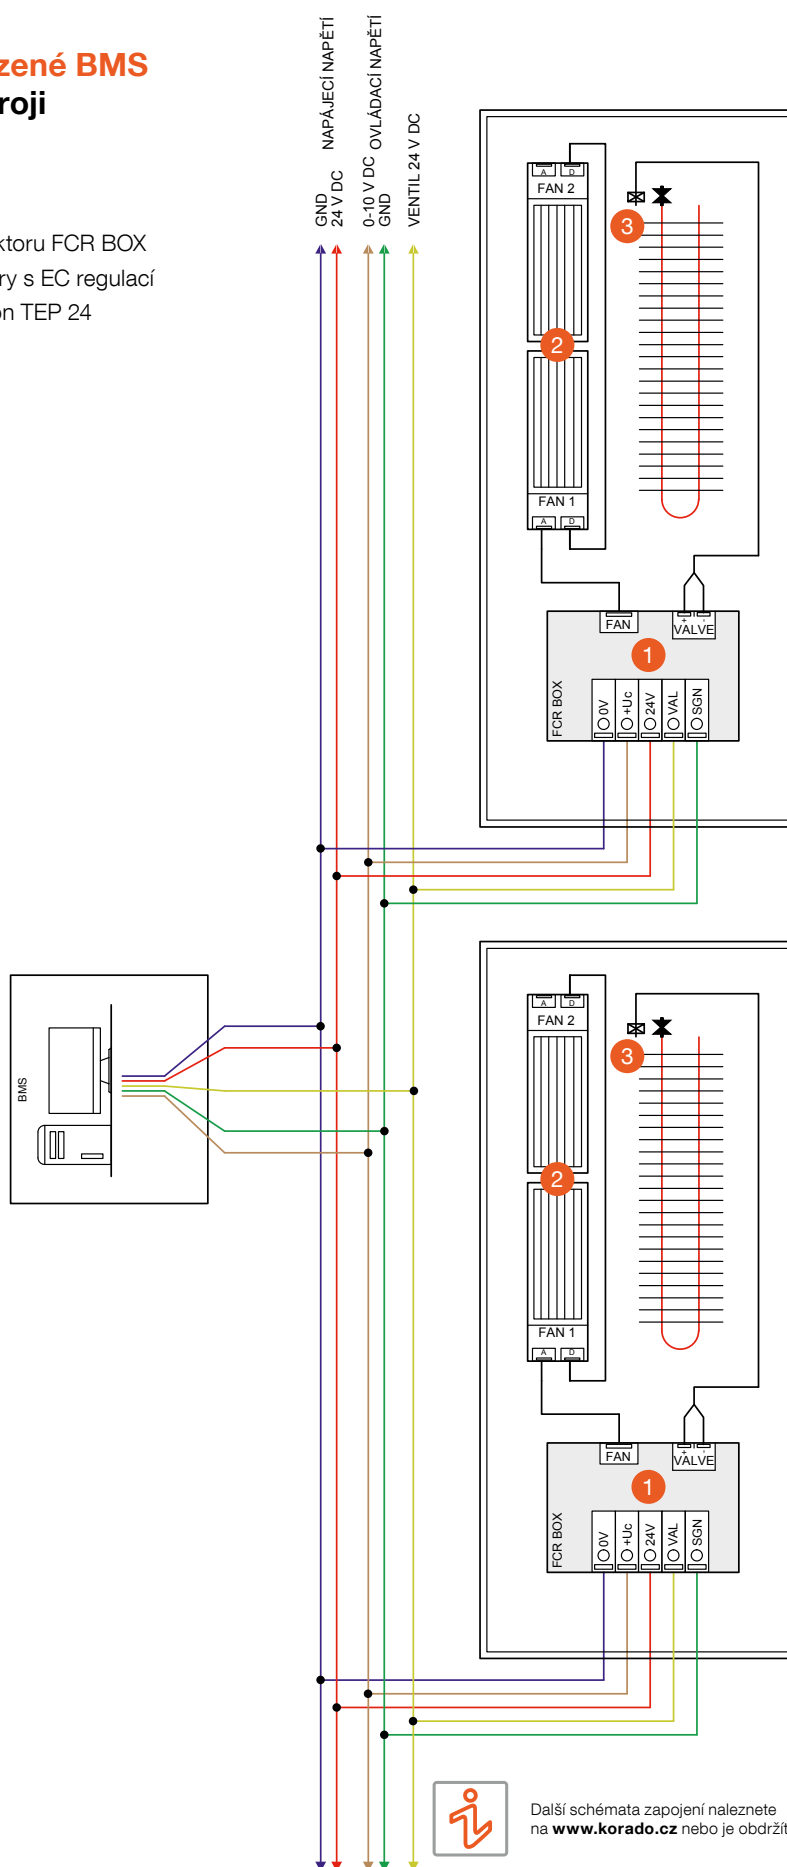 zené BMS
roji
ktoru FCR BOX
ry s EC regulací
on TEP 24
NAPÁJECÍ NAPĚTÍ
GND
24 V DC
OVLÁDACÍ NAPĚTÍ
0-10 V DC
GND
VENTIL 24 V DC
A D
FAN 2
3
2
FAN 1
A D
FAN
+ -
VALVE
1
FCR BOX
0V
+Uc
24V
VAL
SGN
BMS
A D
FAN 2
3
2
FAN 1
A D
FAN
+ -
VALVE
1
FCR BOX
0V
+Uc
24V
VAL
SGN
Další schémata zapojení naleznete
na www.korado.cz nebo je obdržít